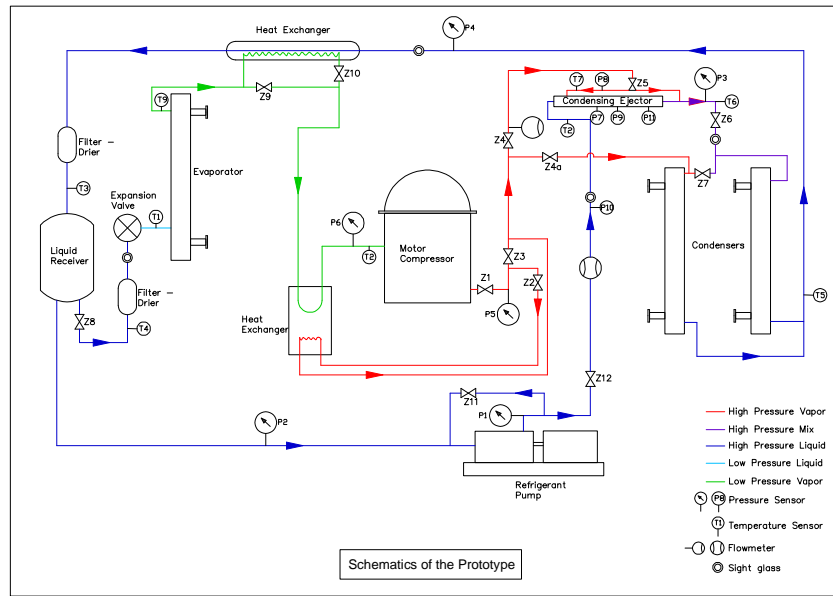 Heat Exchanger
P4
Z10
Z9
T9
T7
P8
Z5
P3
Condensing Ejector
T6
T2
P7
P9
P11
Z6
Z4
Z4a
Z7
Filter -
Drier
Evaporator
T3
Expansion
Valve
T1
P6
Motor
Compressor
T2
P10
Condensers
Liquid
Receiver
Filter -
Drier
Z3
Z1
Z2
T5
Z8
T4
Heat
Exchanger
P5
Z12
Z11
P2
P1
Refrigerant
Pump
High Pressure Vapor
High Pressure Mix
High Pressure Liquid
Low Pressure Liquid
Low Pressure Vapor
P8
Pressure Sensor
T1
Temperature Sensor
Flowmeter
Sight glass
Schematics of the Prototype